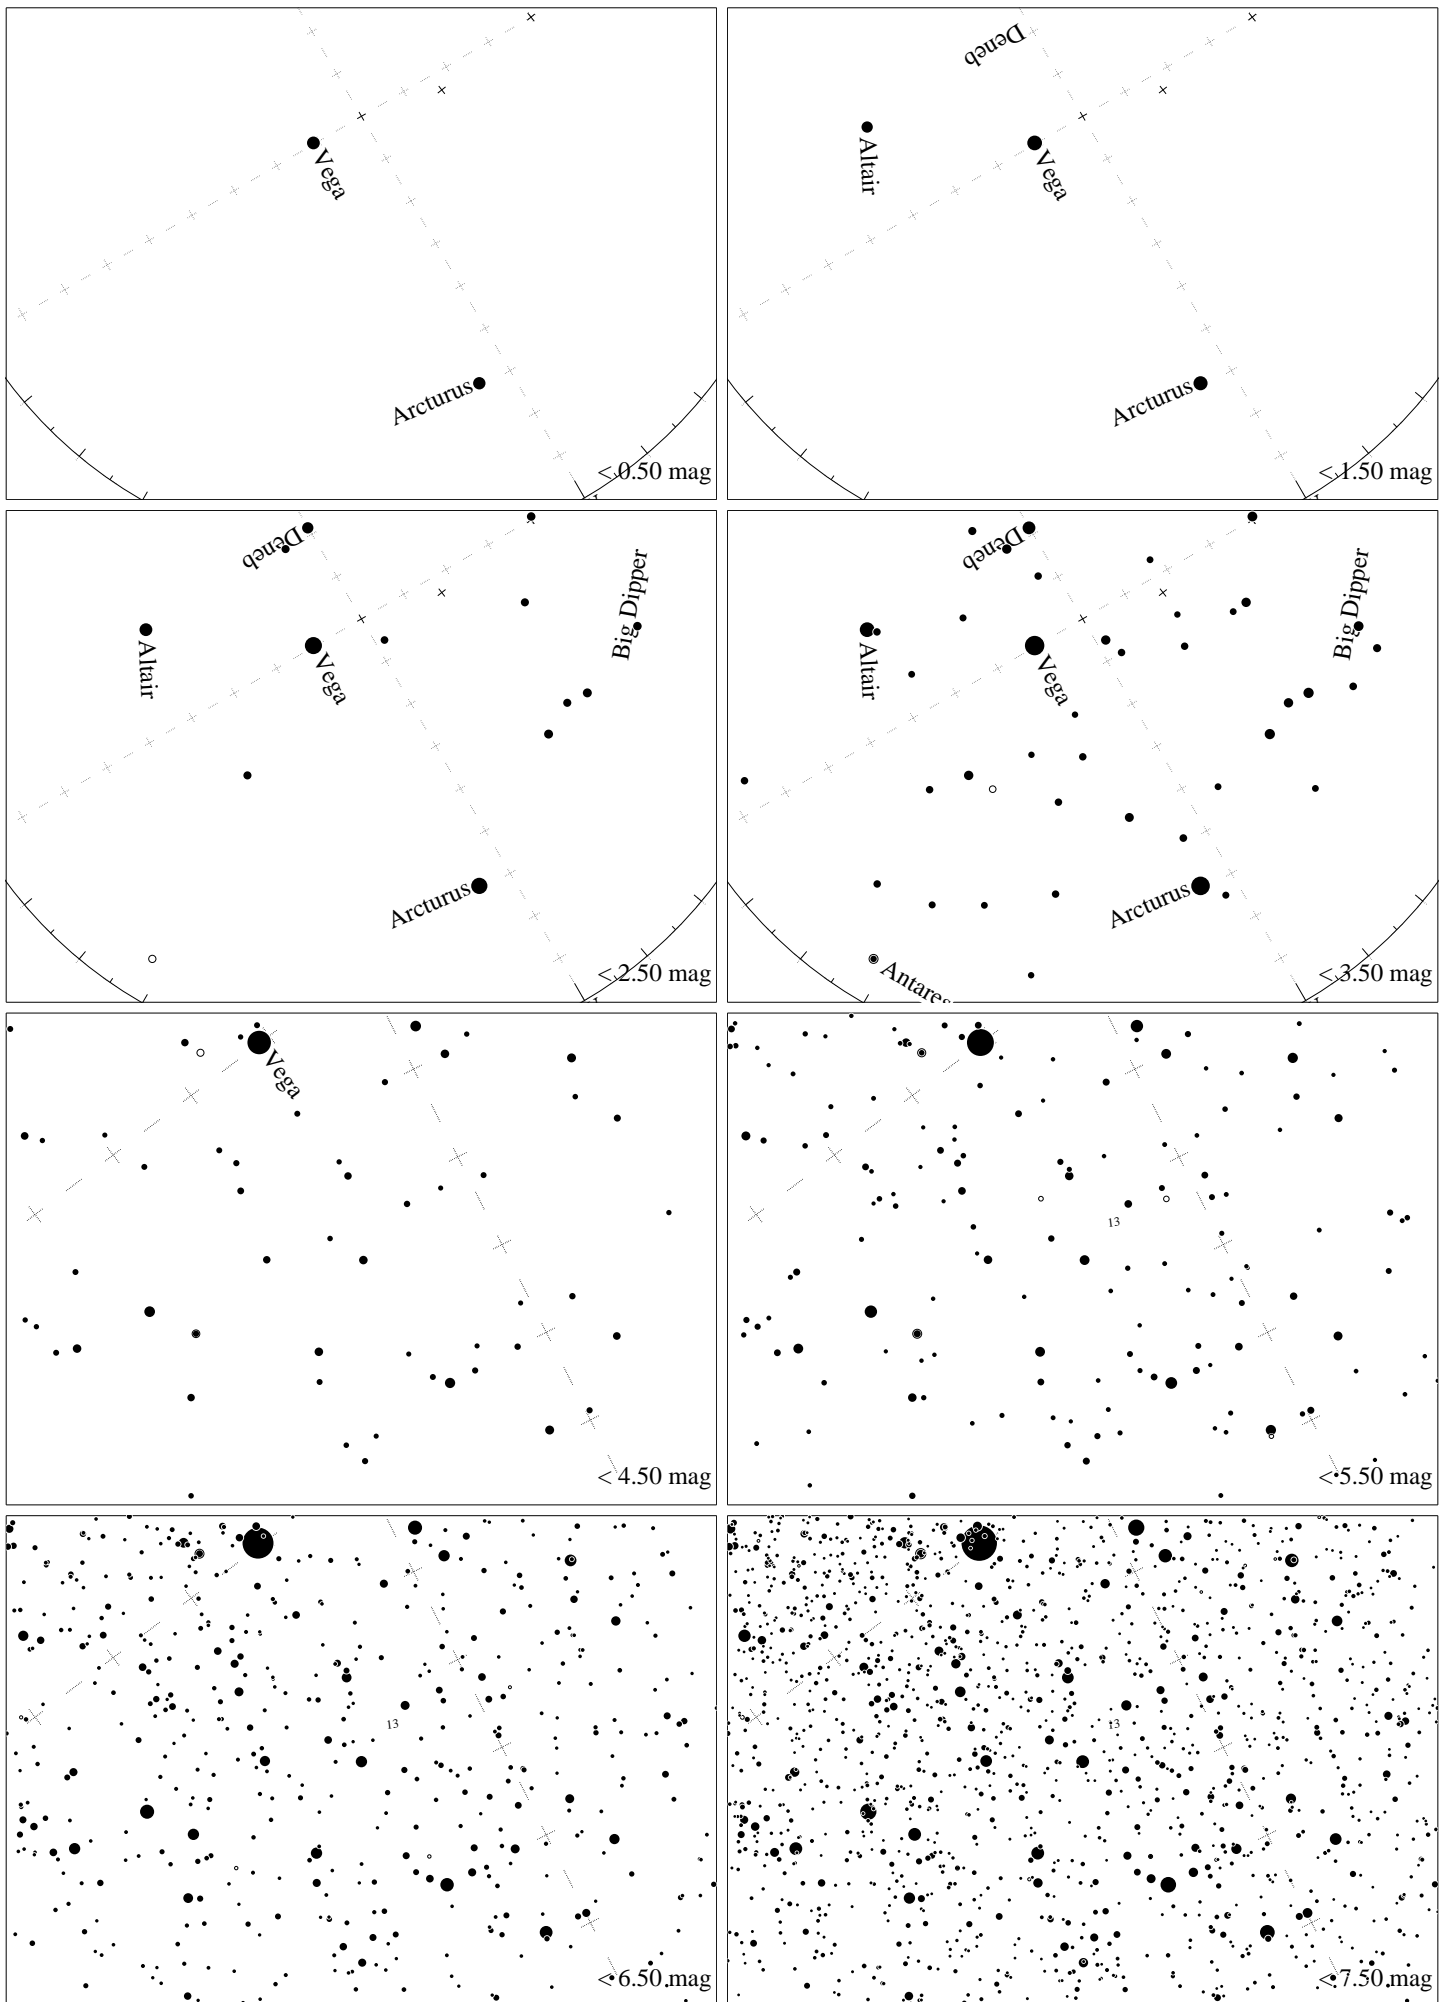 Vega
Arcturus
< 0.50 mag
Deneb
Altair
Vega
Arcturus
< 1.50 mag
Deneb
Big Dipper
Altair
Vega
Arcturus
< 2.50 mag
Deneb
Big Dipper
Altair
Vega
Arcturus
Antares
< 3.50 mag
Vega
< 4.50 mag
13
< 5.50 mag
13
< 6.50 mag
13
< 7.50 mag